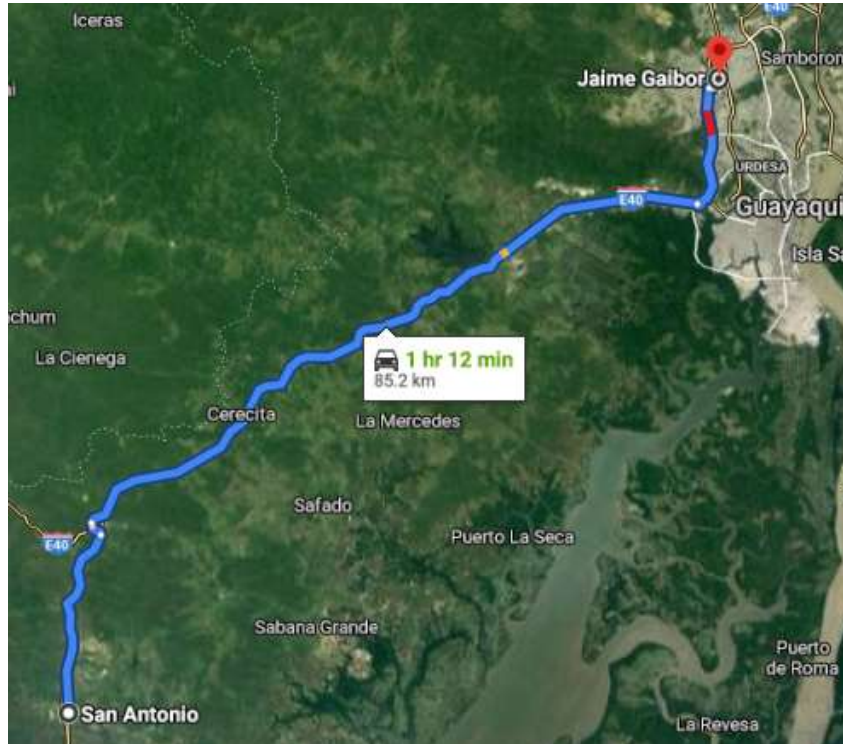 Iceras
E40
Samboron
Jaime Gaibor
URDESA
E40
Guayaqui
Isla Sa
chum
La Cienega
1 hr 12 min
85.2 km
Cerecita
La Mercedes
Safado
E40
Puerto La Seca
Sabana Grande
Puerto
de Roma
San Antonio
La Revesa